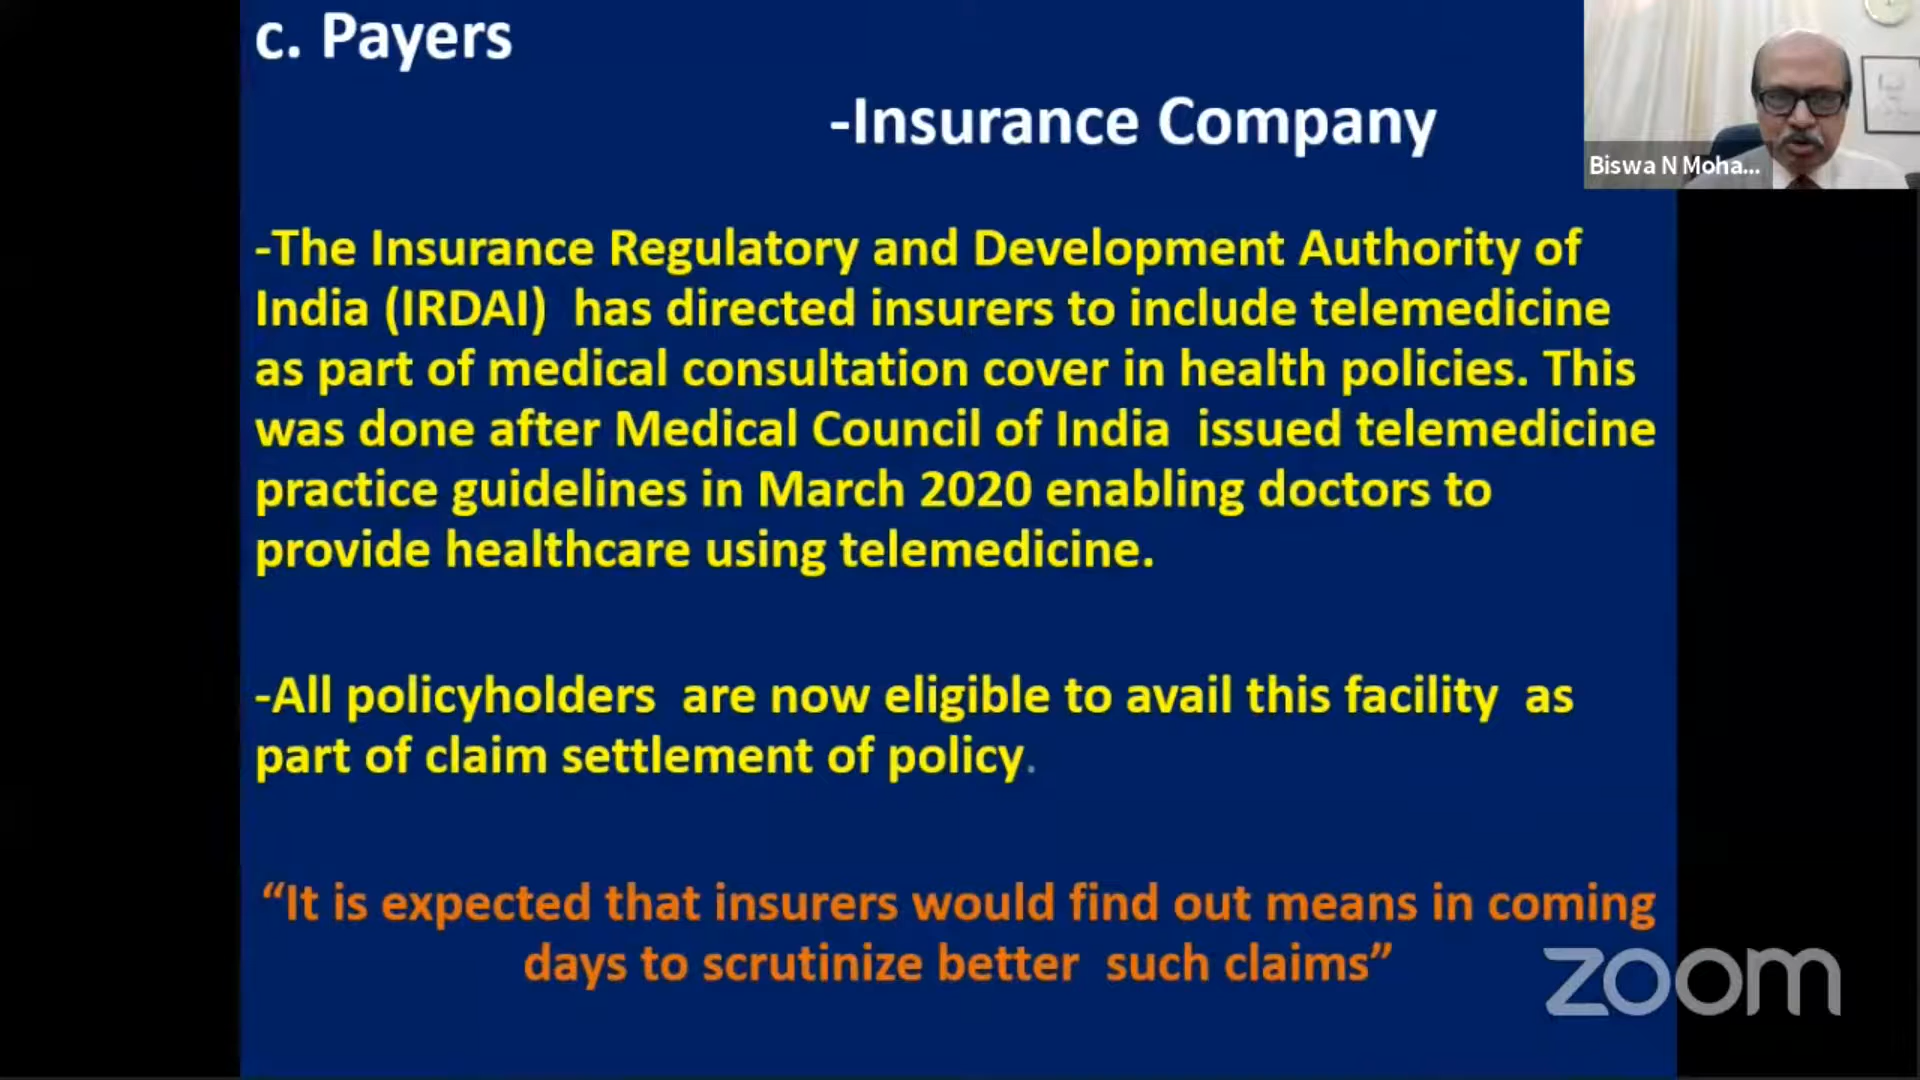 c. Payers
-Insurance Company
Biswa N Moha...
-The Insurance Regulatory and Development Authority of
India (IRDAI) has directed insurers to include telemedicine
as part of medical consultation cover in health policies. This
was done after Medical Council of India issued telemedicine
practice guidelines in March 2020 enabling doctors to
provide healthcare using telemedicine.
-All policyholders are now eligible to avail this facility as
part of claim settlement of policy.
“It is expected that insurers would find out means in coming
days to scrutinize better such claims”
zoom